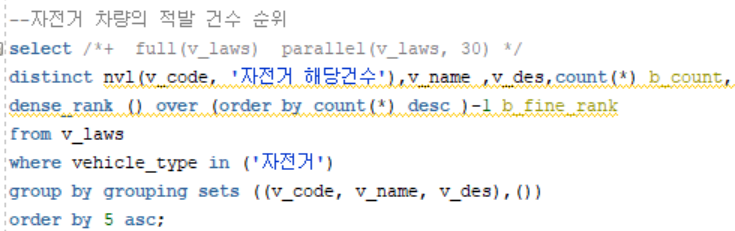 --자전거 차량의 적발 건수 순위
select /*+  full(v_laws)  parallel(v_laws, 30) */
distinct nvl(v_code, '자전거 해당건수'),v_name ,v_des,count(*) b_count,
dense_rank () over (order by count(*) desc )-1 b_fine_rank
from v_laws
where vehicle_type in ('자전거')
group by grouping sets ((v_code, v_name, v_des),())
order by 5 asc;